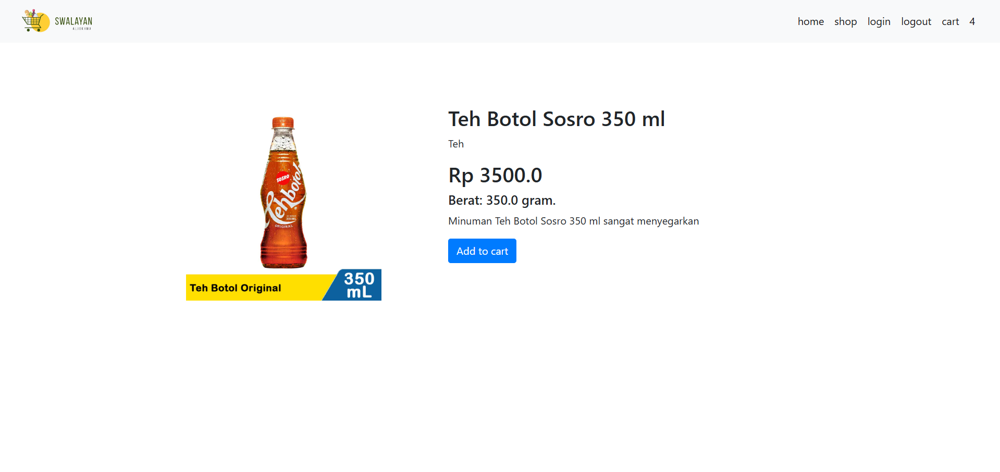 SWALAYAN
ALJOKHMA
home shop login logout cart 4
Teh Botol Sosro 350 ml
Teh
Rp 3500.0
Berat: 350.0 gram.
Minuman Teh Botol Sosro 350 ml sangat menyegarkan
Add to cart
SOSRO
Tehbotol
350ML
ORIGINAL
Teh Botol Original
350
mL